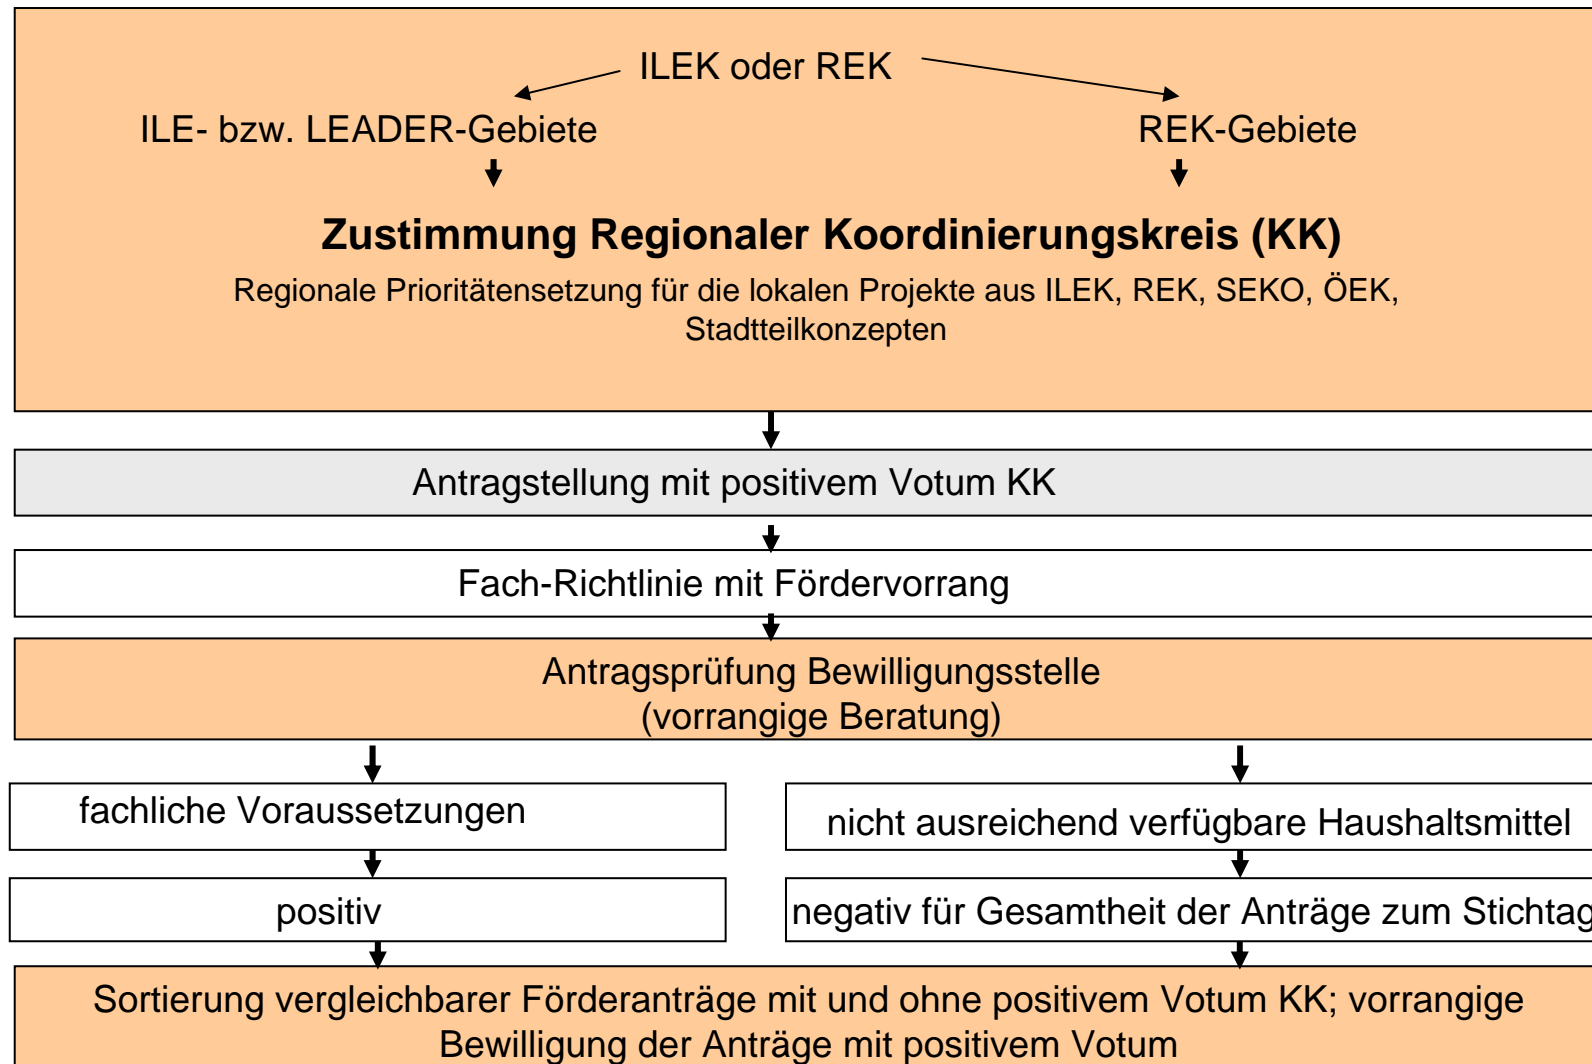 ILEK oder REK
ILE- bzw. LEADER-Gebiete
REK-Gebiete
Zustimmung Regionaler Koordinierungskreis (KK)
Regionale Prioritätensetzung für die lokalen Projekte aus ILEK, REK, SEKO, ÖEK,
Stadtteilkonzepten
Antragstellung mit positivem Votum KK
Fach-Richtlinie mit Fördervorrang
Antragsprüfung Bewilligungsstelle
(vorrangige Beratung)
fachliche Voraussetzungen
nicht ausreichend verfügbare Haushaltsmittel
positiv
negativ für Gesamtheit der Anträge zum Stichtag
Sortierung vergleichbarer Förderanträge mit und ohne positivem Votum KK; vorrangige
Bewilligung der Anträge mit positivem Votum